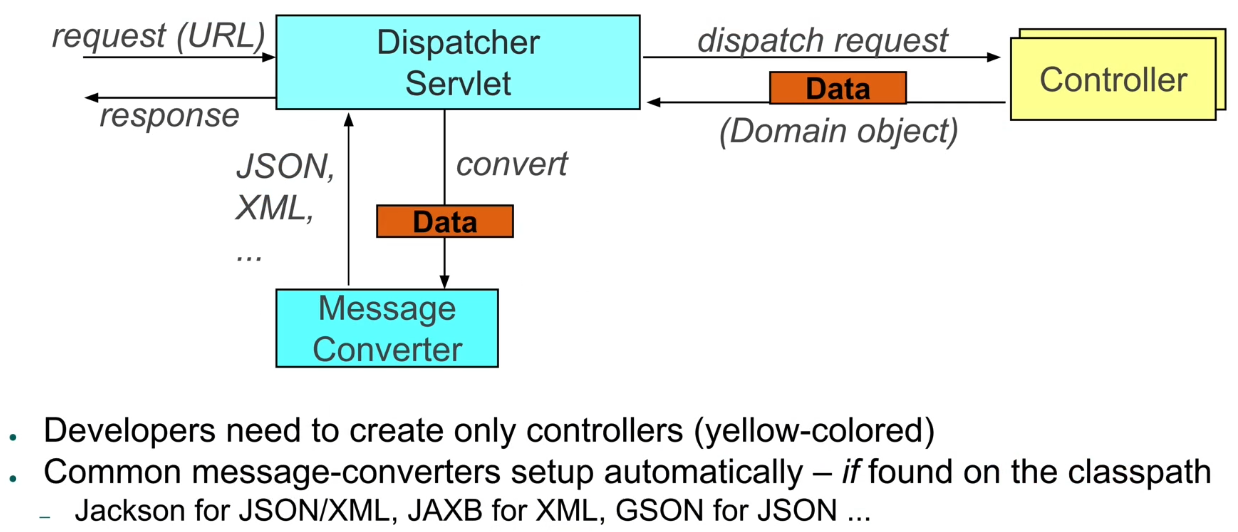 request (URL)
Dispatcher
Servlet
dispatch request
Data
Controller
response
(Domain object)
JSON,
XML,
...
convert
Data
Message
Converter
• Developers need to create only controllers (yellow-colored)
• Common message-converters setup automatically – if found on the classpath
– Jackson for JSON/XML, JAXB for XML, GSON for JSON ...